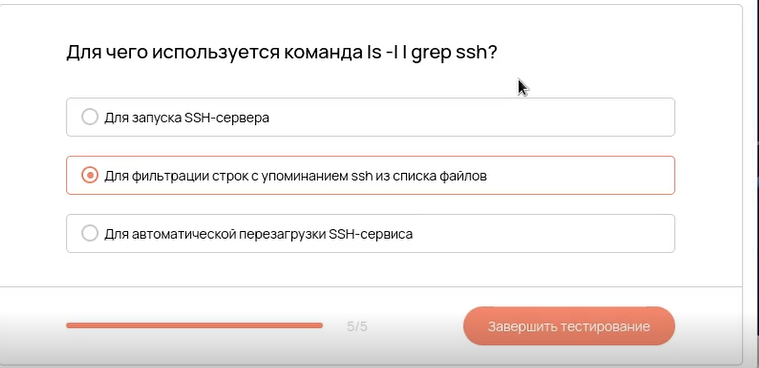 Для чего используется команда ls -l | grep ssh?
Для запуска SSH-сервера
Для фильтрации строк с упоминанием ssh из списка файлов
Для автоматической перезагрузки SSH-сервиса
5/5
Завершить тестирование